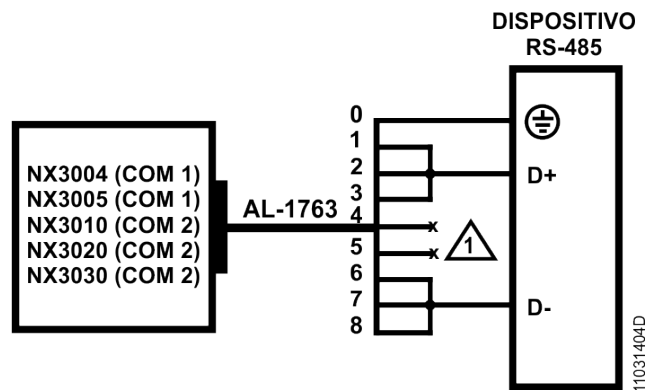 DISPOSITIVO
RS-485
NX3004 (COM 1)
NX3005 (COM 1)
NX3010 (COM 2)
NX3020 (COM 2)
NX3030 (COM 2)
AL-1763
0
1
2
3
4
5
6
7
8
x
x
1
D+
D-
11031404D